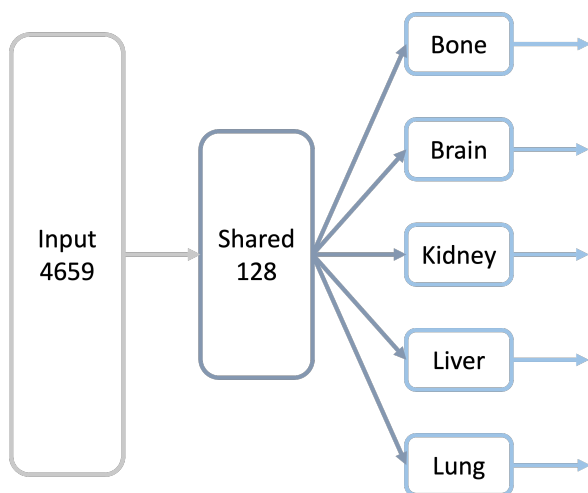 Input
4659
Shared
128
Bone
Brain
Kidney
Liver
Lung